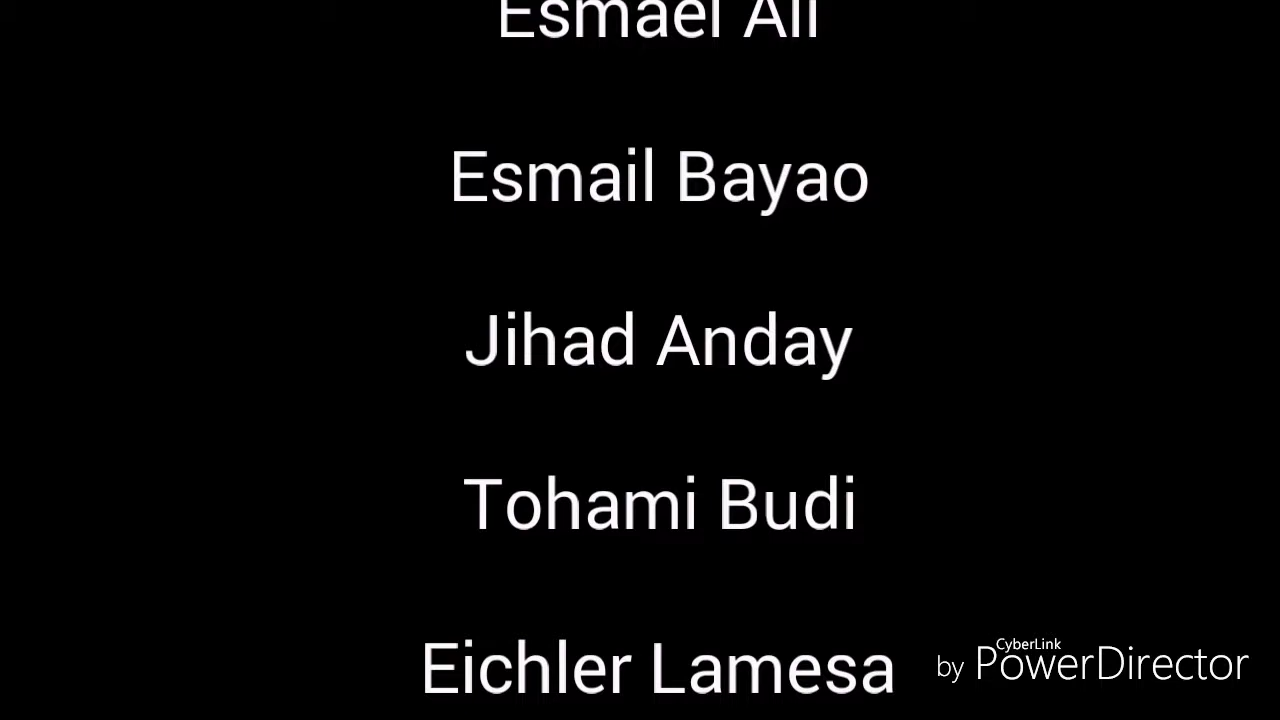 Esmael Ali
Esmail Bayao
Jihad Anday
Tohami Budi
Eichler Lamesa
CyberLink
by PowerDirector